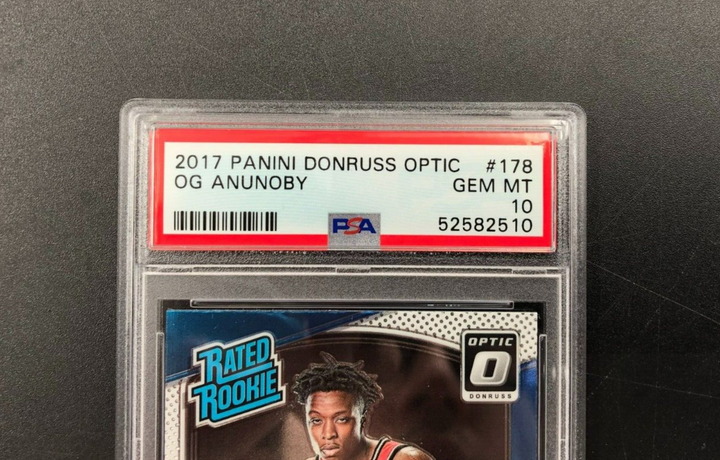 2017 PANINI DONRUSS OPTIC #178
OG ANUNOBY GEM MT
10
PSA 52582510
RATED
ROOKIE
OPTIC
O
DONRUSS